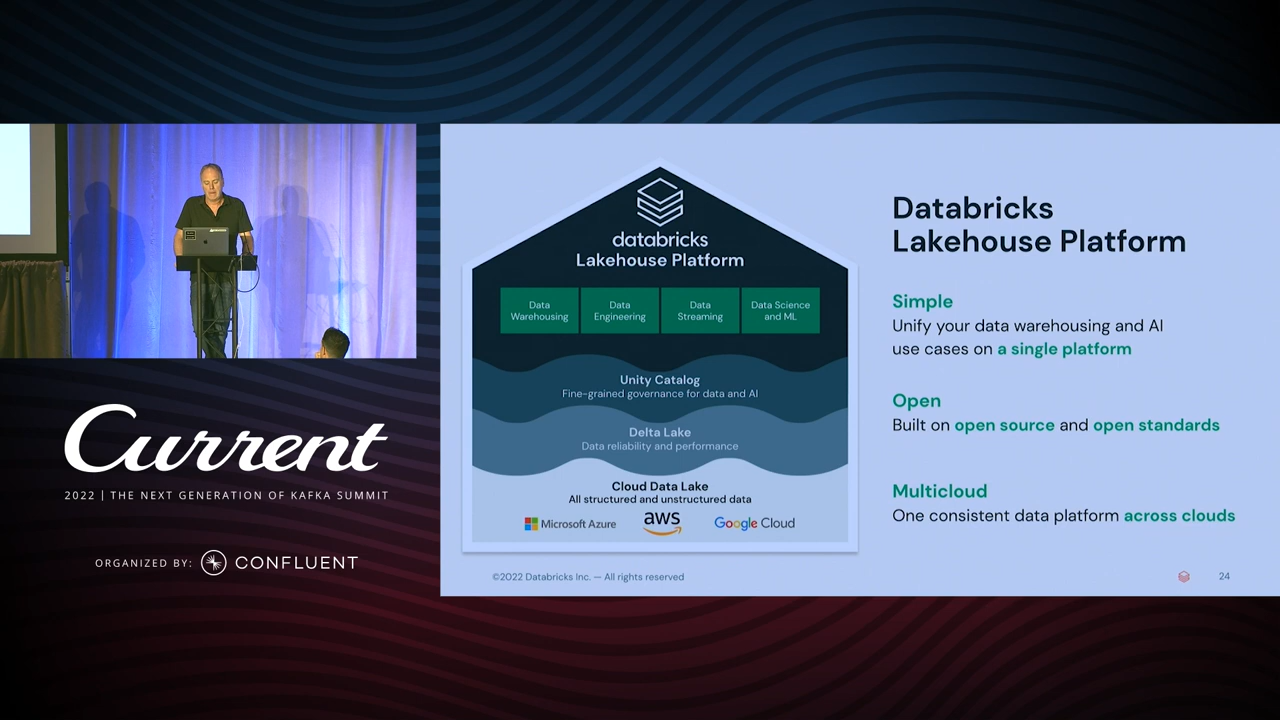 Current
2022 | THE NEXT GENERATION OF KAFKA SUMMIT
ORGANIZED BY: CONFLUENT
databricks
Lakehouse Platform
Data
Warehousing
Data
Engineering
Data
Streaming
Data Science
and ML
Unity Catalog
Fine-grained governance for data and AI
Delta Lake
Data reliability and performance
Cloud Data Lake
All structured and unstructured data
Microsoft Azure
aws
Google Cloud
Databricks
Lakehouse Platform
Simple
Unify your data warehousing and AI
use cases on a single platform
Open
Built on open source and open standards
Multicloud
One consistent data platform across clouds
©2022 Databricks Inc. — All rights reserved
24